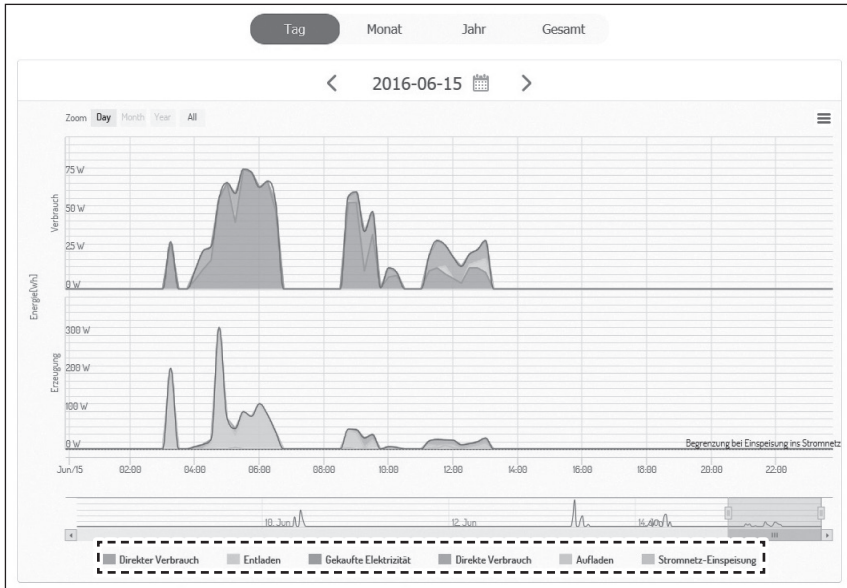 Tag Monat Jahr Gesamt
2016-06-15
Zoom Day Month Year All
75 W
50 W
25 W
0 W
Verbrauch
Energie[Wh]
300 W
200 W
100 W
0 W
Erzeugung
Begrenzung bei Einspeisung ins Stromnetz
Jun/15 02:00 04:00 06:00 08:00 10:00 12:00 14:00 16:00 18:00 20:00 22:00
10. Jun 12. Jun 14. Jun
Direkter Verbrauch Entladen Gekaufte Elektrizität Direkte Verbrauch Aufladen Stromnetz-Einspeisung